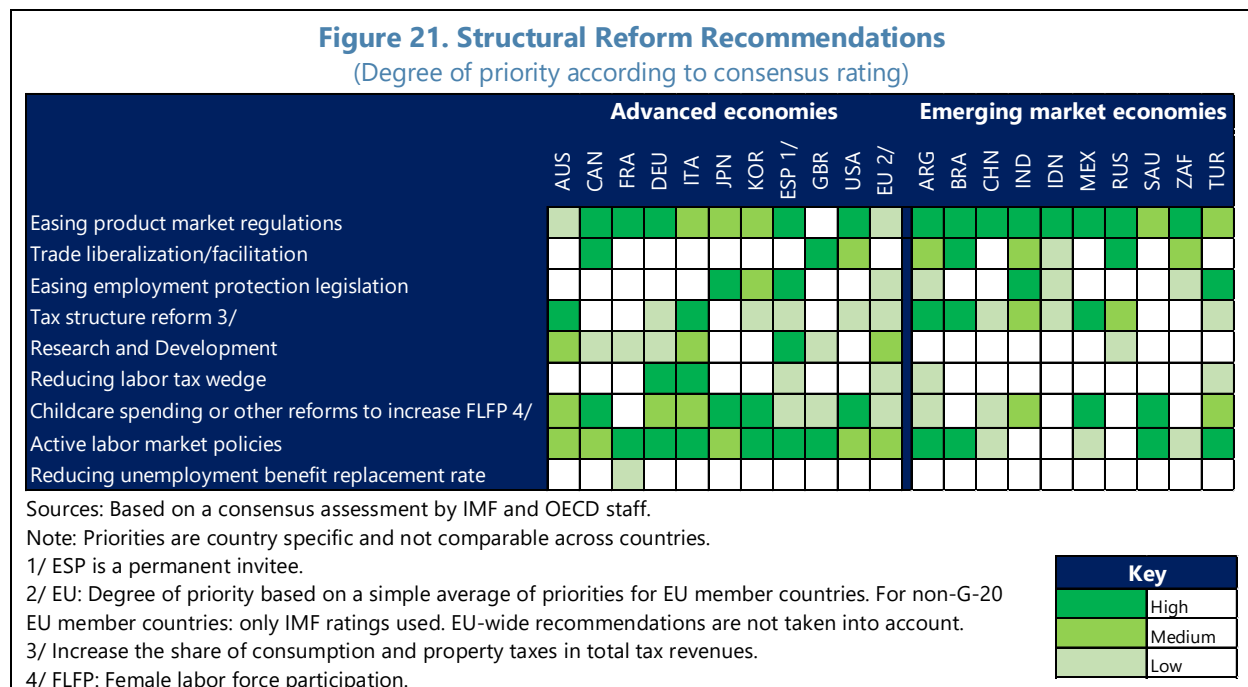 Figure 21. Structural Reform Recommendations
(Degree of priority according to consensus rating)
Advanced economies Emerging market economies
AUS CAN FRA DEU ITA JPN KOR ESP 1/ GBR USA EU 2/ ARG BRA CHN IND IDN MEX RUS SAU ZAF TUR
Easing product market regulations
Trade liberalization/facilitation
Easing employment protection legislation
Tax structure reform 3/
Research and Development
Reducing labor tax wedge
Childcare spending or other reforms to increase FLFP 4/
Active labor market policies
Reducing unemployment benefit replacement rate
Sources: Based on a consensus assessment by IMF and OECD staff.
Note: Priorities are country specific and not comparable across countries.
1/ ESP is a permanent invitee.
2/ EU: Degree of priority based on a simple average of priorities for EU member countries. For non-G-20
EU member countries: only IMF ratings used. EU-wide recommendations are not taken into account.
3/ Increase the share of consumption and property taxes in total tax revenues.
4/ FLFP: Female labor force participation.
Key
High
Medium
Low